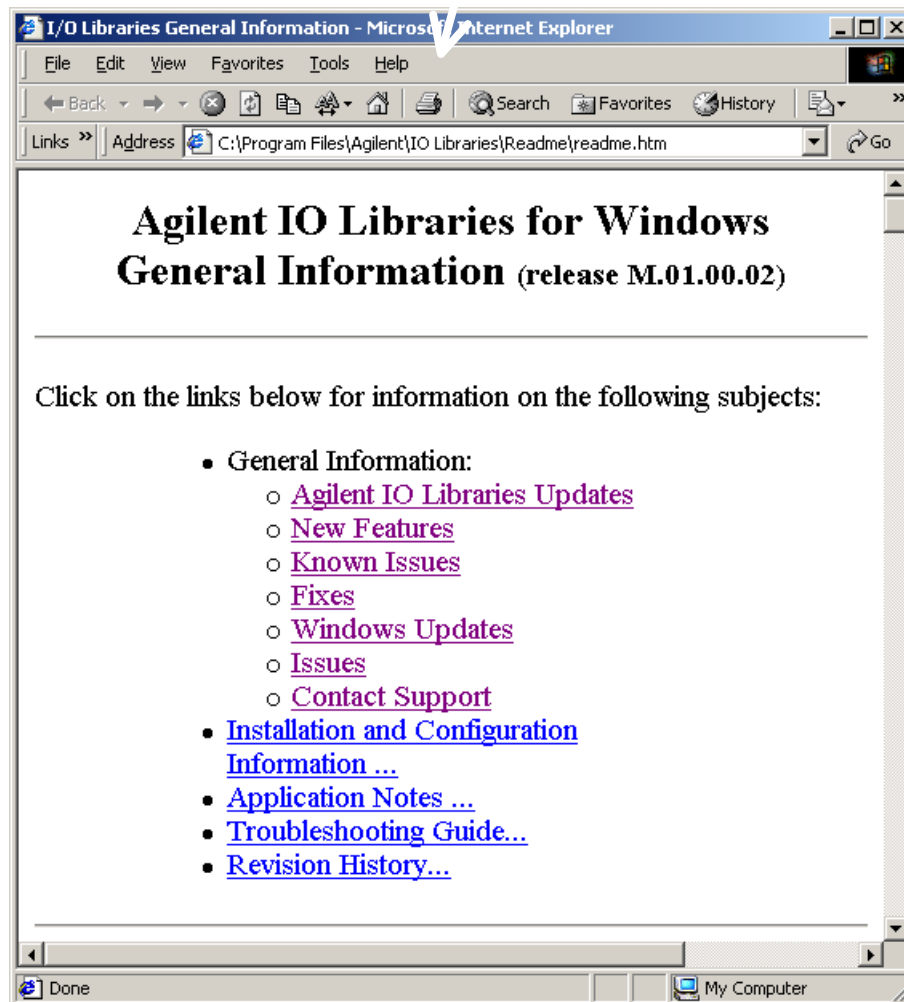 I/O Libraries General Information - Microsoft Internet Explorer
File Edit View Favorites Tools Help
Back Search Favorites History »
Links » Address C:\Program Files\Agilent\IO Libraries\Readme\readme.htm Go
Agilent IO Libraries for Windows
General Information (release M.01.00.02)
Click on the links below for information on the following subjects:
• General Information:
○ Agilent IO Libraries Updates
○ New Features
○ Known Issues
○ Fixes
○ Windows Updates
○ Issues
○ Contact Support
• Installation and Configuration
Information ...
• Application Notes ...
• Troubleshooting Guide...
• Revision History...
Done My Computer